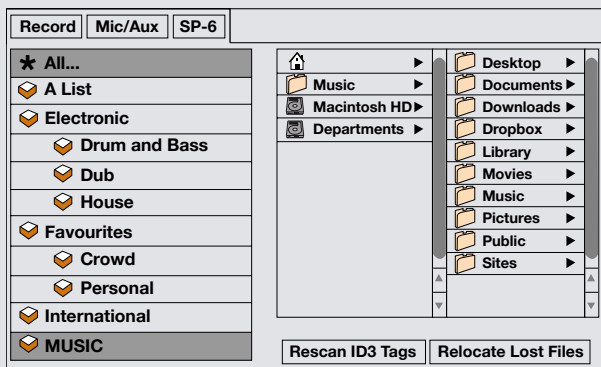 Record Mic/Aux SP-6
All...
A List
Electronic
Drum and Bass
Dub
House
Favourites
Crowd
Personal
International
MUSIC
Music
Macintosh HD
Departments
Desktop
Documents
Downloads
Dropbox
Library
Movies
Music
Pictures
Public
Sites
Rescan ID3 Tags Relocate Lost Files